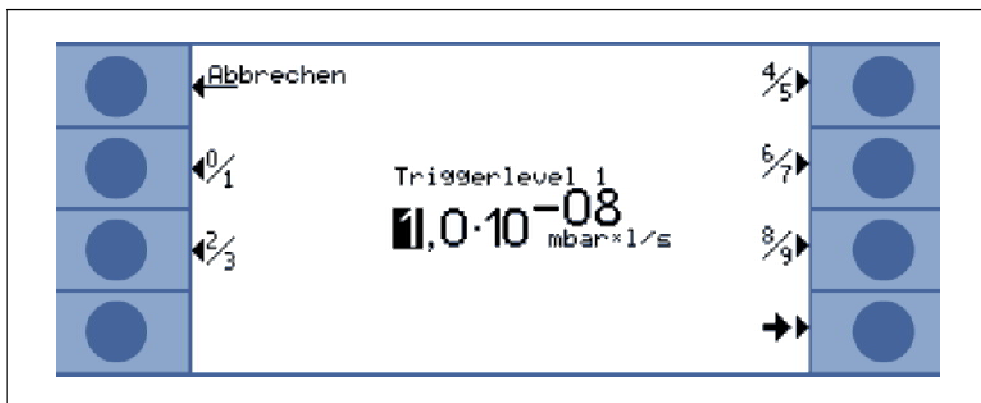 Abbrechen
4/5
0/1
6/7
Triggerlevel 1
1,0·10⁻⁰⁸
mbar*l/s
2/3
8/9